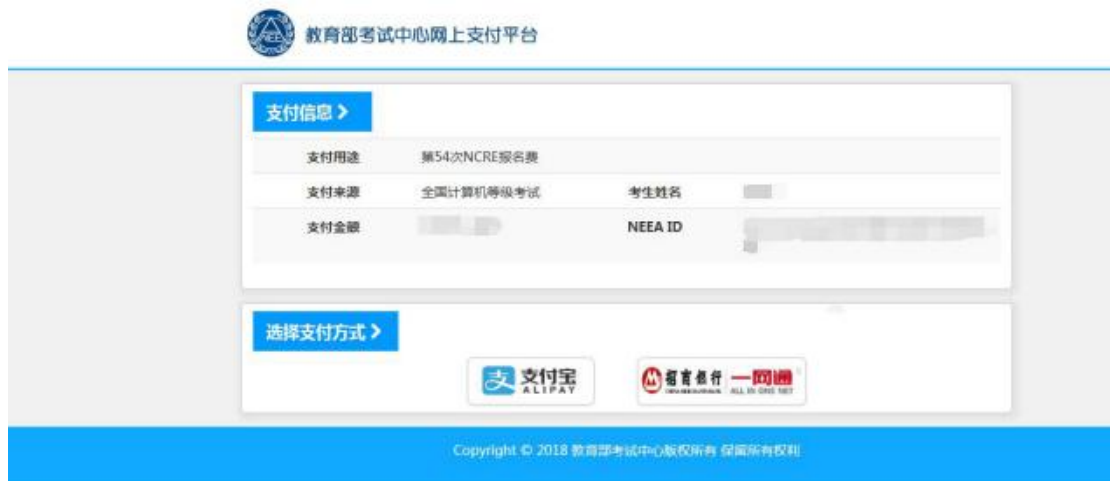 教育部考试中心网上支付平台
支付信息
支付用途 第54次NCRE报名费
支付来源 全国计算机等级考试 考生姓名
支付金额 NEEA ID
选择支付方式
支付宝
ALIPAY
招商银行 一网通
ALL IN ONE NET
Copyright © 2018 教育部考试中心版权所有 保留所有权利